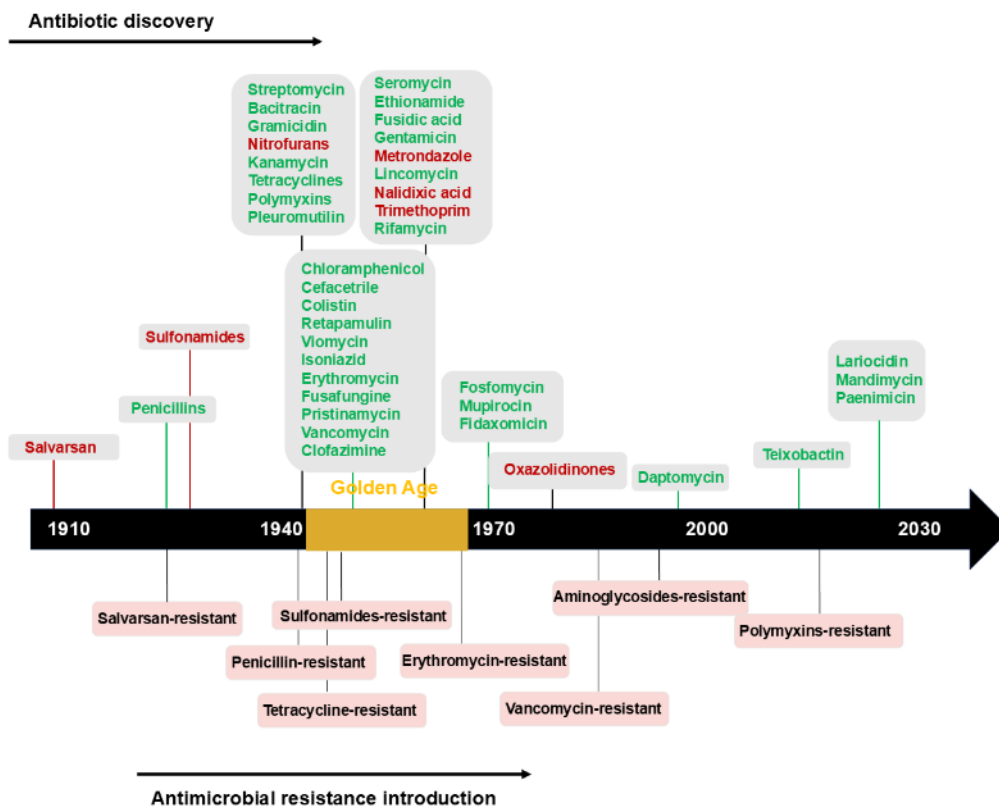 Antibiotic discovery
Streptomycin
Bacitracin
Gramicidin
Nitrofurans
Kanamycin
Tetracyclines
Polymyxins
Pleuromutilin
Seromycin
Ethionamide
Fusidic acid
Gentamicin
Metrondazole
Lincomycin
Nalidixic acid
Trimethoprim
Rifamycin
Chloramphenicol
Cefacetrile
Colistin
Retapamulin
Viomycin
Isoniazid
Erythromycin
Fusafungine
Pristinamycin
Vancomycin
Clofazimine
Sulfonamides
Penicillins
Salvarsan
Fosfomycin
Mupirocin
Fidaxomicin
Oxazolidinones
Daptomycin
Teixobactin
Lariocidin
Mandimycin
Paenimicin
Golden Age
1910 1940 1970 2000 2030
Salvarsan-resistant
Sulfonamides-resistant
Aminoglycosides-resistant
Polymyxins-resistant
Penicillin-resistant
Erythromycin-resistant
Tetracycline-resistant
Vancomycin-resistant
Antimicrobial resistance introduction